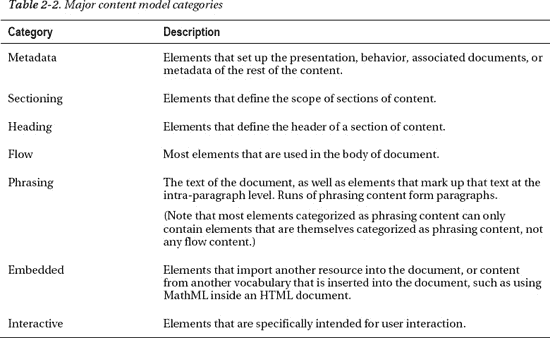 Table 2-2. Major content model categories
Category Description
Metadata Elements that set up the presentation, behavior, associated documents, or
metadata of the rest of the content.
Sectioning Elements that define the scope of sections of content.
Heading Elements that define the header of a section of content.
Flow Most elements that are used in the body of document.
Phrasing The text of the document, as well as elements that mark up that text at the
intra-paragraph level. Runs of phrasing content form paragraphs.
(Note that most elements categorized as phrasing content can only
contain elements that are themselves categorized as phrasing content, not
any flow content.)
Embedded Elements that import another resource into the document, or content
from another vocabulary that is inserted into the document, such as using
MathML inside an HTML document.
Interactive Elements that are specifically intended for user interaction.